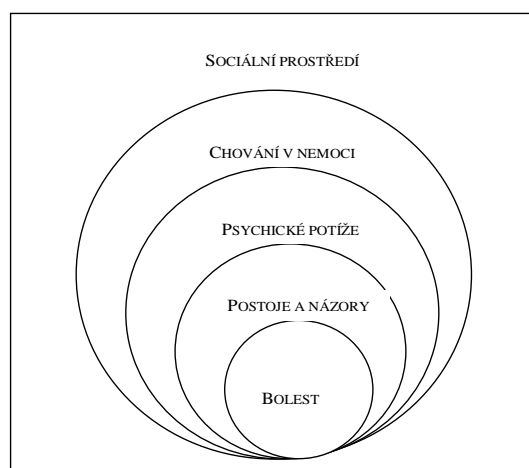 SOCIÁLNÍ PROSTŘEDÍ
CHOVÁNÍ V NEMOCI
PSYCHICKÉ POTÍŽE
POSTOJE A NÁZORY
BOLEST